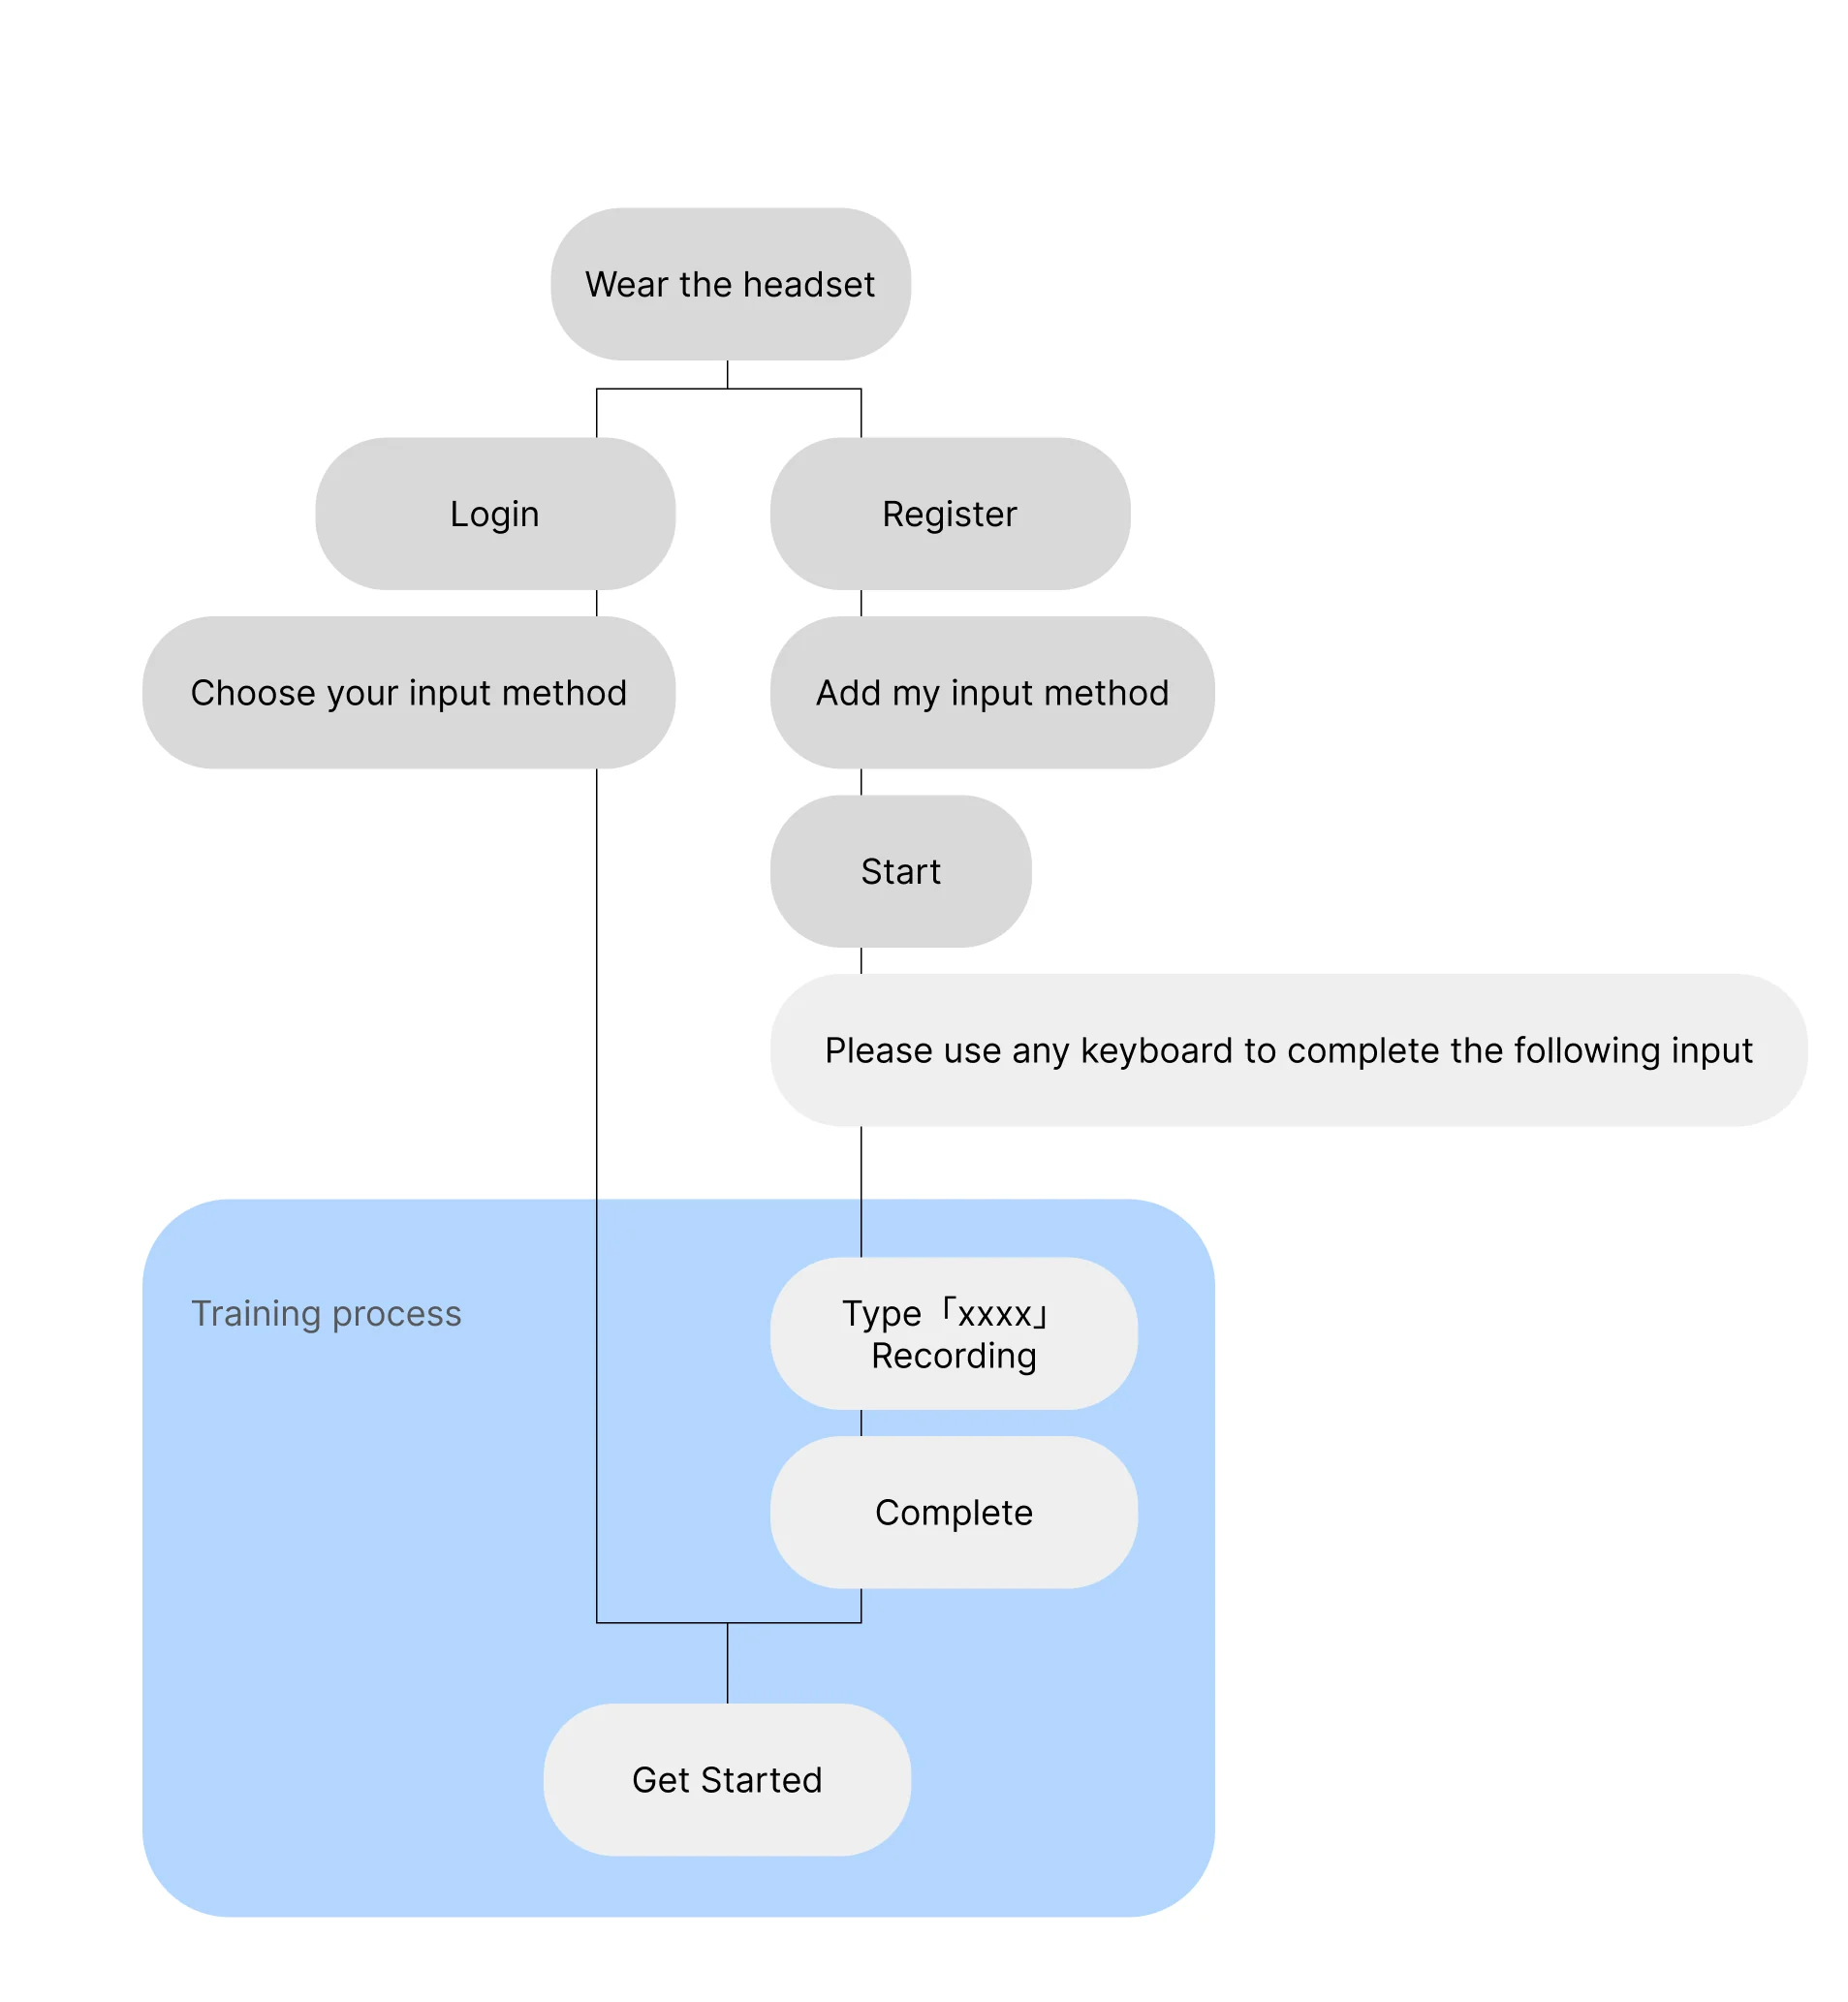 Wear the headset
Login
Register
Choose your input method
Add my input method
Start
Please use any keyboard to complete the following input
Training process
Type「xxxx」
Recording
Complete
Get Started